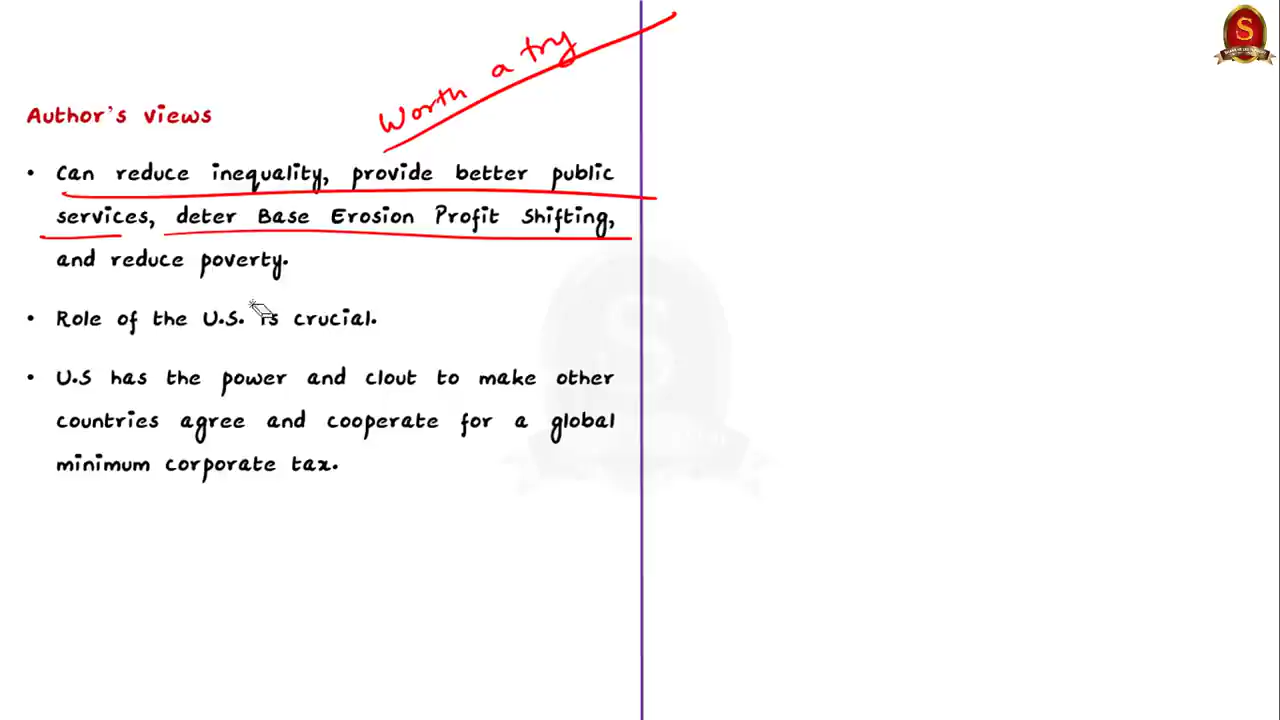 Worth a try
Author's views
• Can reduce inequality, provide better public
services, deter Base Erosion Profit Shifting,
and reduce poverty.
• Role of the U.S. is crucial.
• U.S has the power and clout to make other
countries agree and cooperate for a global
minimum corporate tax.
S